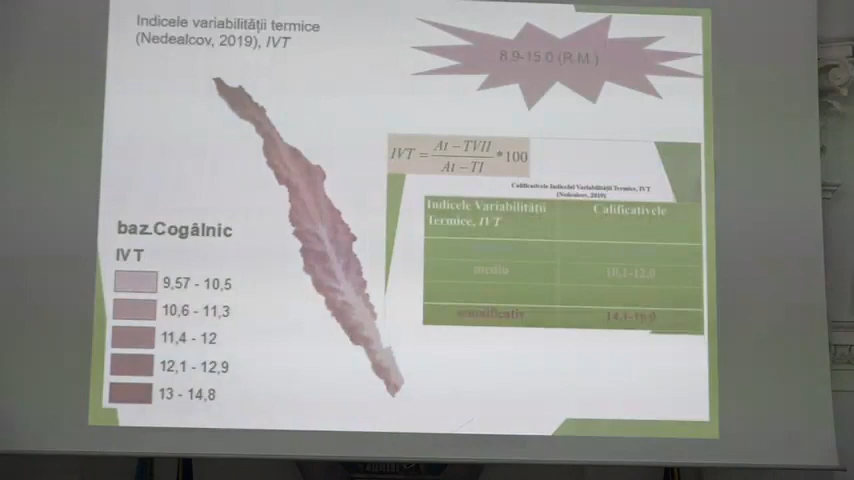 Indicele variabilității termice
(Nedealcov, 2019), IVT
8.9-15.0 (R.M.)
IVT = At – TVII / At – TI * 100
Calificativele Indicelui Variabilității Termice, IVT
(Nedealcov, 2019)
Indicele Variabilității Calificativele
Termice, IVT
mediu 10,1-12,0
semnificativ 14,1-16,0
baz.Cogâlnic
IVT
9,57 - 10,5
10,6 - 11,3
11,4 - 12
12,1 - 12,9
13 - 14,8